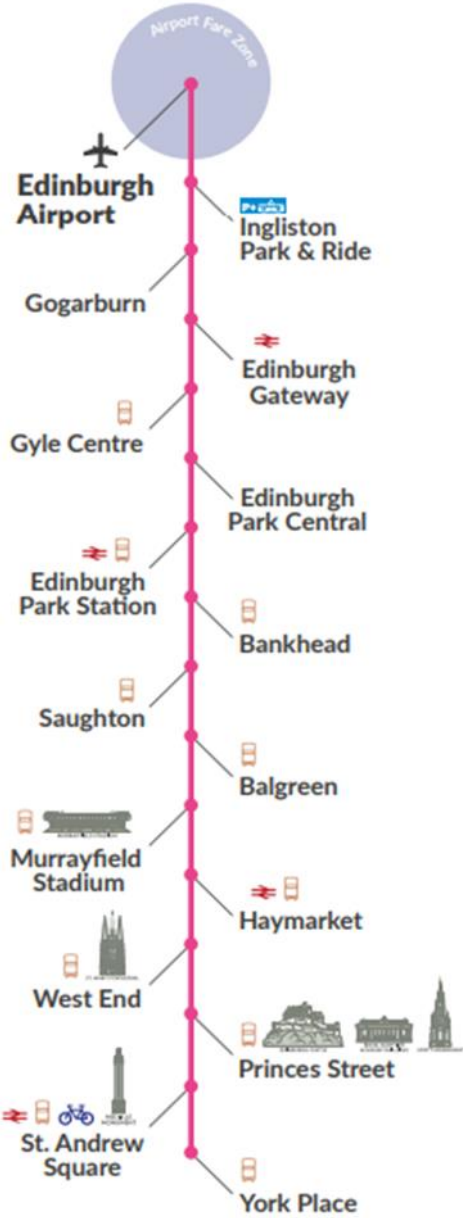 Airport Fare Zone
Edinburgh
Airport
P+
Ingliston
Park & Ride
Gogarburn
Edinburgh
Gateway
Gyle Centre
Edinburgh
Park Central
Edinburgh
Park Station
Bankhead
Saughton
Balgreen
Murrayfield
Stadium
Haymarket
West End
Princes Street
St. Andrew
Square
York Place